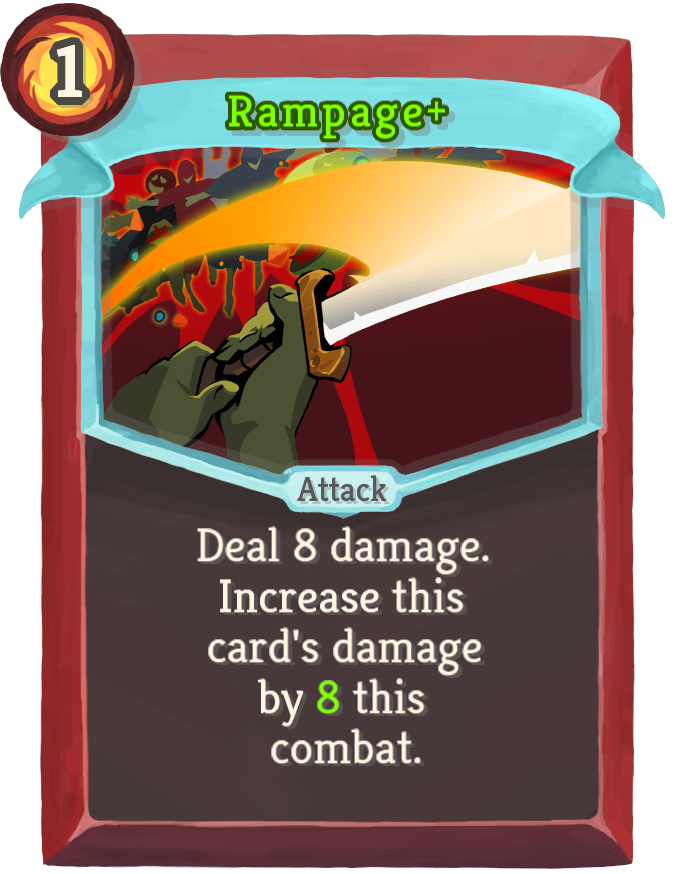 1
Rampage+
Attack
Deal 8 damage.
Increase this
card's damage
by 8 this
combat.